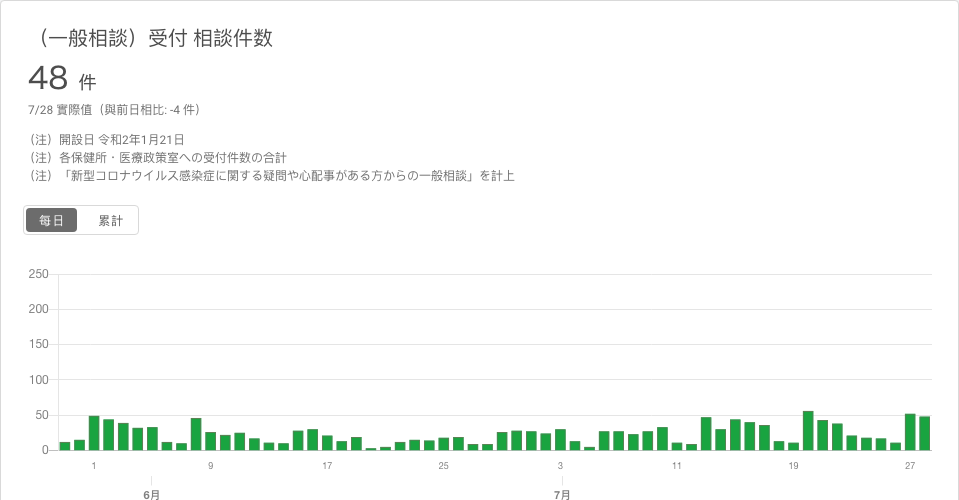 （一般相談）受付 相談件数
48 件
7/28 實際值（與前日相比: -4 件）
（注）開設日 令和2年1月21日
（注）各保健所・医療政策室への受付件数の合計
（注）「新型コロナウイルス感染症に関する疑問や心配事がある方からの一般相談」を計上
每日 累計
250
200
150
100
50
0
1 9 17 25 3 11 19 27
6月 7月